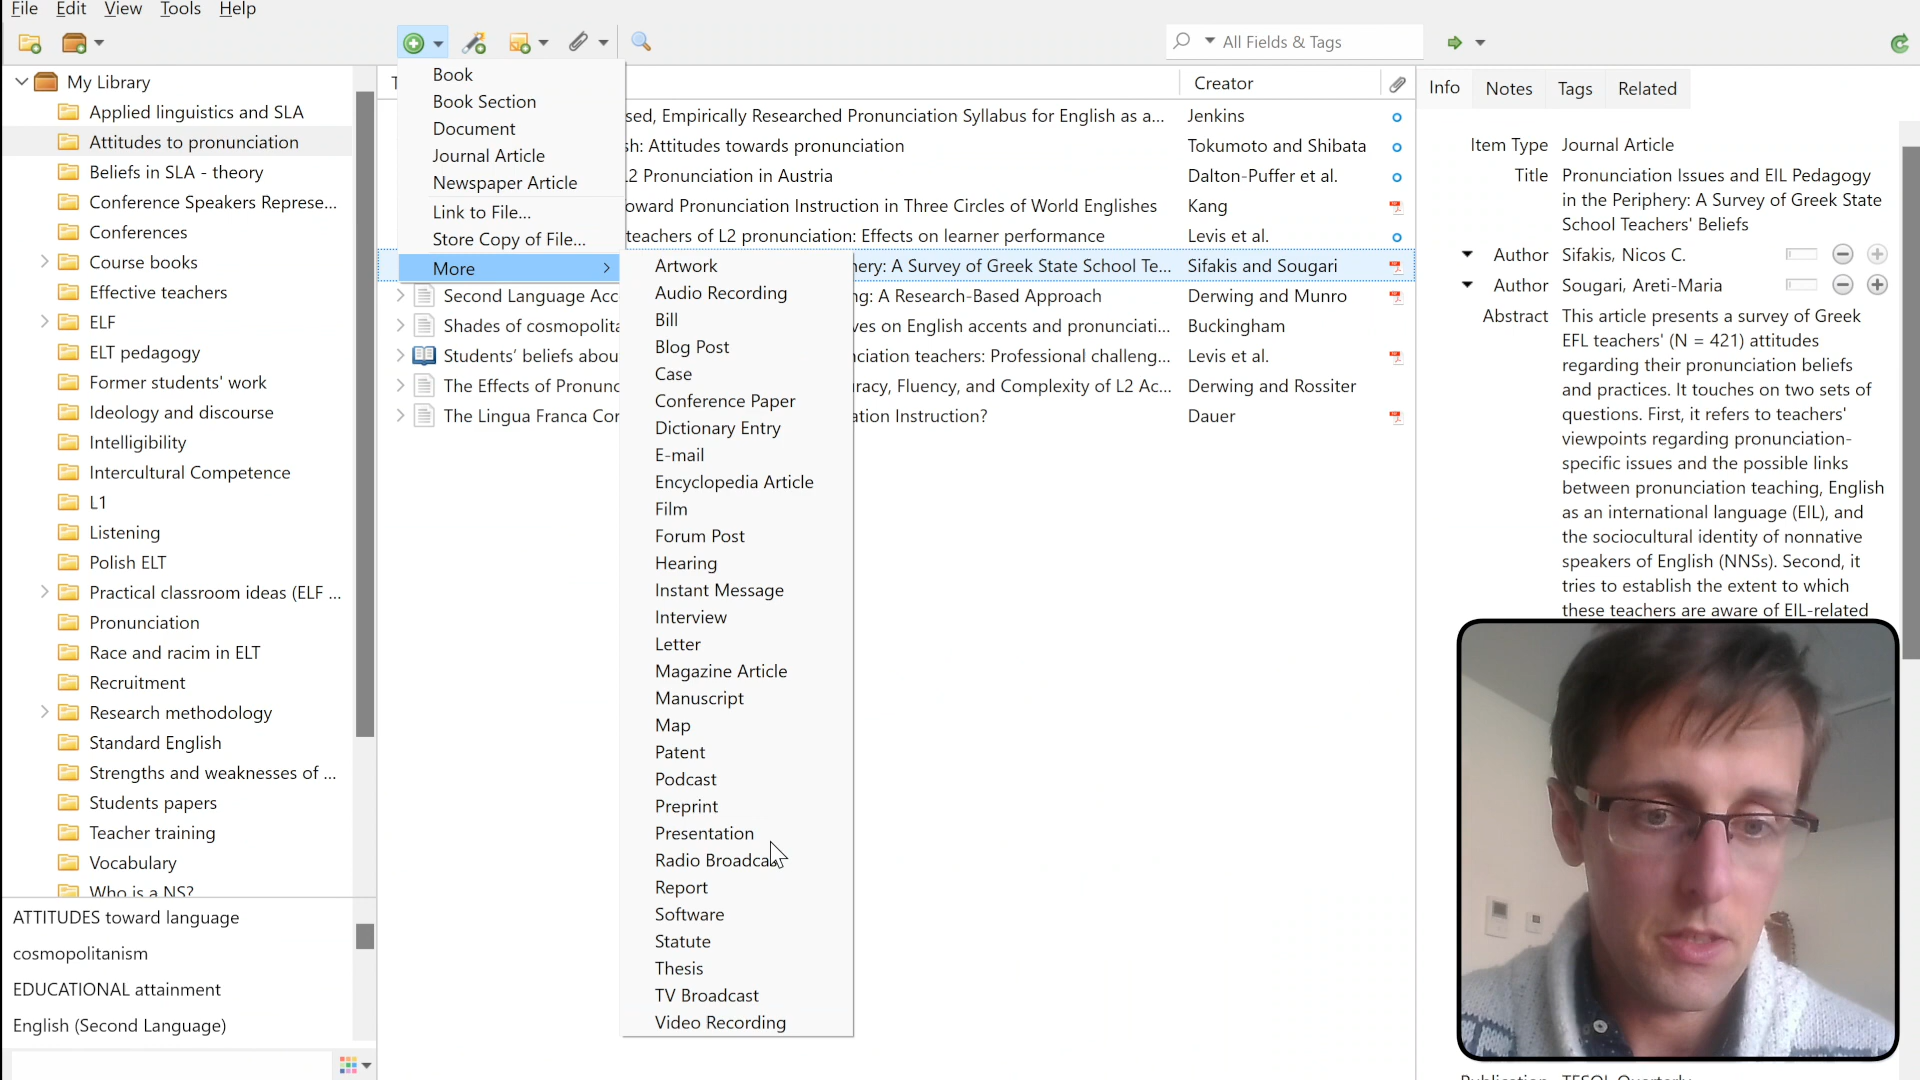 File Edit View Tools Help
All Fields & Tags
My Library
Applied linguistics and SLA
Attitudes to pronunciation
Beliefs in SLA - theory
Conference Speakers Represe...
Conferences
Course books
Effective teachers
ELF
ELT pedagogy
Former students' work
Ideology and discourse
Intelligibility
Intercultural Competence
L1
Listening
Polish ELT
Practical classroom ideas (ELF ...
Pronunciation
Race and racim in ELT
Recruitment
Research methodology
Standard English
Strengths and weaknesses of ...
Students papers
Teacher training
Vocabulary
Who is a NS?
ATTITUDES toward language
cosmopolitanism
EDUCATIONAL attainment
English (Second Language)
Book
Book Section
Document
Journal Article
Newspaper Article
Link to File...
Store Copy of File...
More
Artwork
Audio Recording
Bill
Blog Post
Case
Conference Paper
Dictionary Entry
E-mail
Encyclopedia Article
Film
Forum Post
Hearing
Instant Message
Interview
Letter
Magazine Article
Manuscript
Map
Patent
Podcast
Preprint
Presentation
Radio Broadcast
Report
Software
Statute
Thesis
TV Broadcast
Video Recording
Creator
sed, Empirically Researched Pronunciation Syllabus for English as a... Jenkins
sh: Attitudes towards pronunciation Tokumoto and Shibata
L2 Pronunciation in Austria Dalton-Puffer et al.
oward Pronunciation Instruction in Three Circles of World Englishes Kang
teachers of L2 pronunciation: Effects on learner performance Levis et al.
hery: A Survey of Greek State School Te... Sifakis and Sougari
Second Language Acc ng: A Research-Based Approach Derwing and Munro
Shades of cosmopolita ves on English accents and pronunciati... Buckingham
Students' beliefs abou nciation teachers: Professional challeng... Levis et al.
The Effects of Pronunc racy, Fluency, and Complexity of L2 Ac... Derwing and Rossiter
The Lingua Franca Cor ation Instruction? Dauer
Info Notes Tags Related
Item Type Journal Article
Title Pronunciation Issues and EIL Pedagogy
in the Periphery: A Survey of Greek State
School Teachers' Beliefs
Author Sifakis, Nicos C.
Author Sougari, Areti-Maria
Abstract This article presents a survey of Greek
EFL teachers' (N = 421) attitudes
regarding their pronunciation beliefs
and practices. It touches on two sets of
questions. First, it refers to teachers'
viewpoints regarding pronunciation-
specific issues and the possible links
between pronunciation teaching, English
as an international language (EIL), and
the sociocultural identity of nonnative
speakers of English (NNSs). Second, it
tries to establish the extent to which
these teachers are aware of EIL-related
Publication TESOL Quarterly